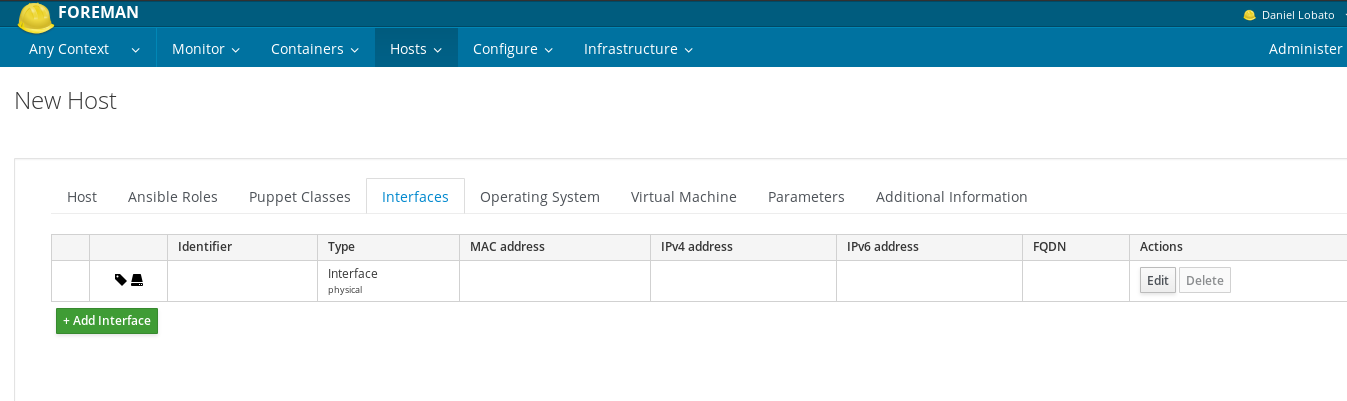 FOREMAN
Daniel Lobato
Any Context Monitor Containers Hosts Configure Infrastructure Administer
New Host
Host Ansible Roles Puppet Classes Interfaces Operating System Virtual Machine Parameters Additional Information
Identifier Type MAC address IPv4 address IPv6 address FQDN Actions
Interface
physical
Edit Delete
+ Add Interface